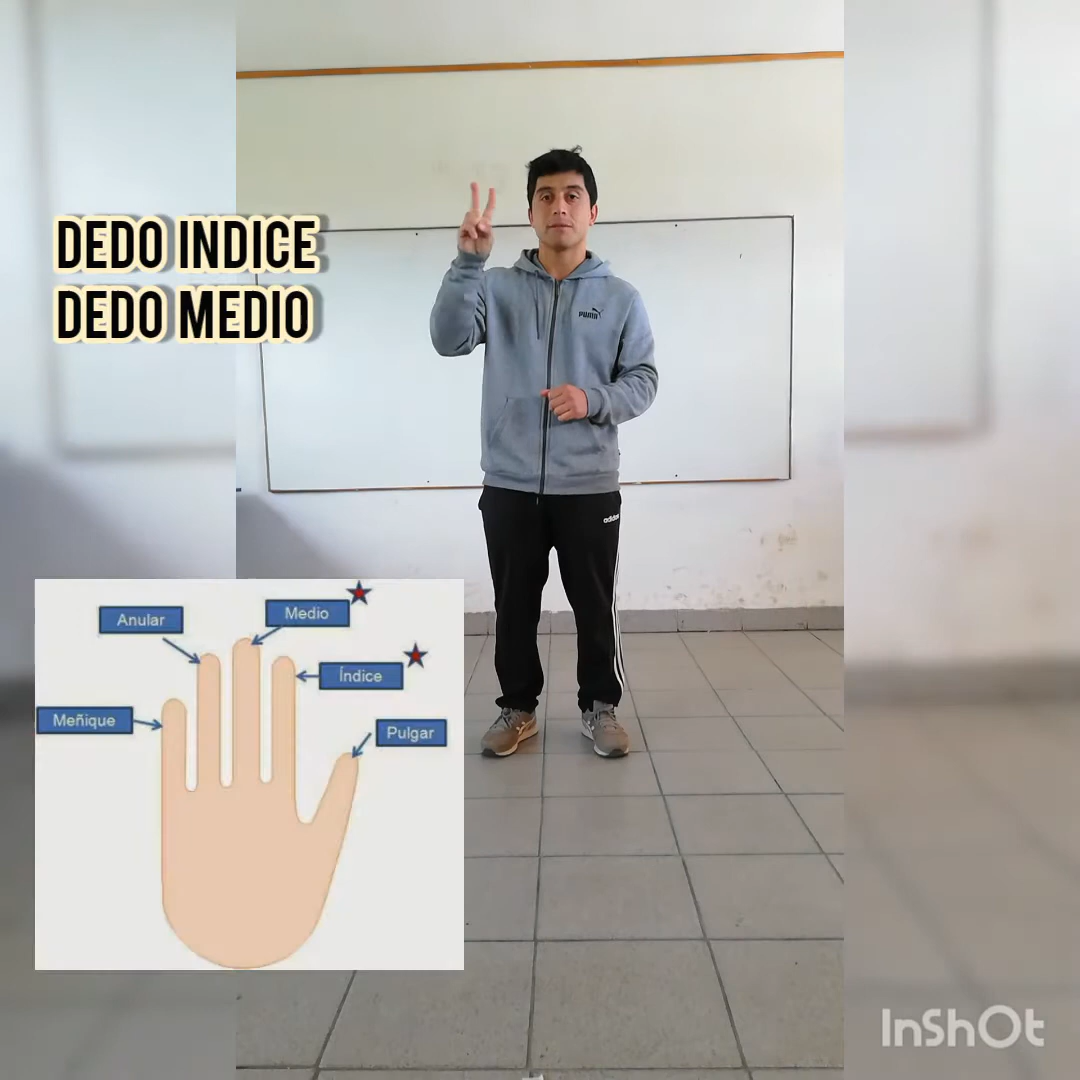 DEDO INDICE
DEDO MEDIO
PUMA
adidas
Medio
Anular
Índice
Meñique
Pulgar
InShOt